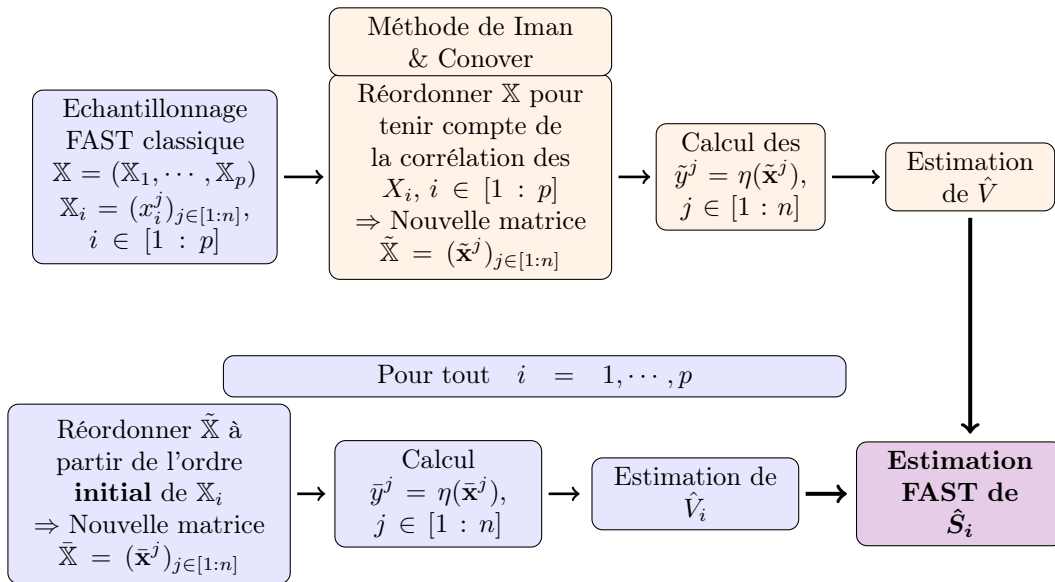 Méthode de Iman
& Conover
Echantillonnage
FAST classique
𝕏 = (𝕏₁, ⋯ , 𝕏ₚ)
𝕏ᵢ = (xᵢʲ)_{j∈[1:n]},
i ∈ [1 : p]
Réordonner 𝕏 pour
tenir compte de
la corrélation des
Xᵢ, i ∈ [1 : p]
⇒ Nouvelle matrice
𝕏̃ = (𝐱̃ʲ)_{j∈[1:n]}
Calcul des
ỹʲ = η(𝐱̃ʲ),
j ∈ [1 : n]
Estimation
de V̂
Pour tout i = 1, ⋯ , p
Réordonner 𝕏̃ à
partir de l'ordre
initial de 𝕏ᵢ
⇒ Nouvelle matrice
𝕏̄ = (𝐱̄ʲ)_{j∈[1:n]}
Calcul
ȳʲ = η(𝐱̄ʲ),
j ∈ [1 : n]
Estimation de
V̂ᵢ
Estimation
FAST de
Ŝᵢ